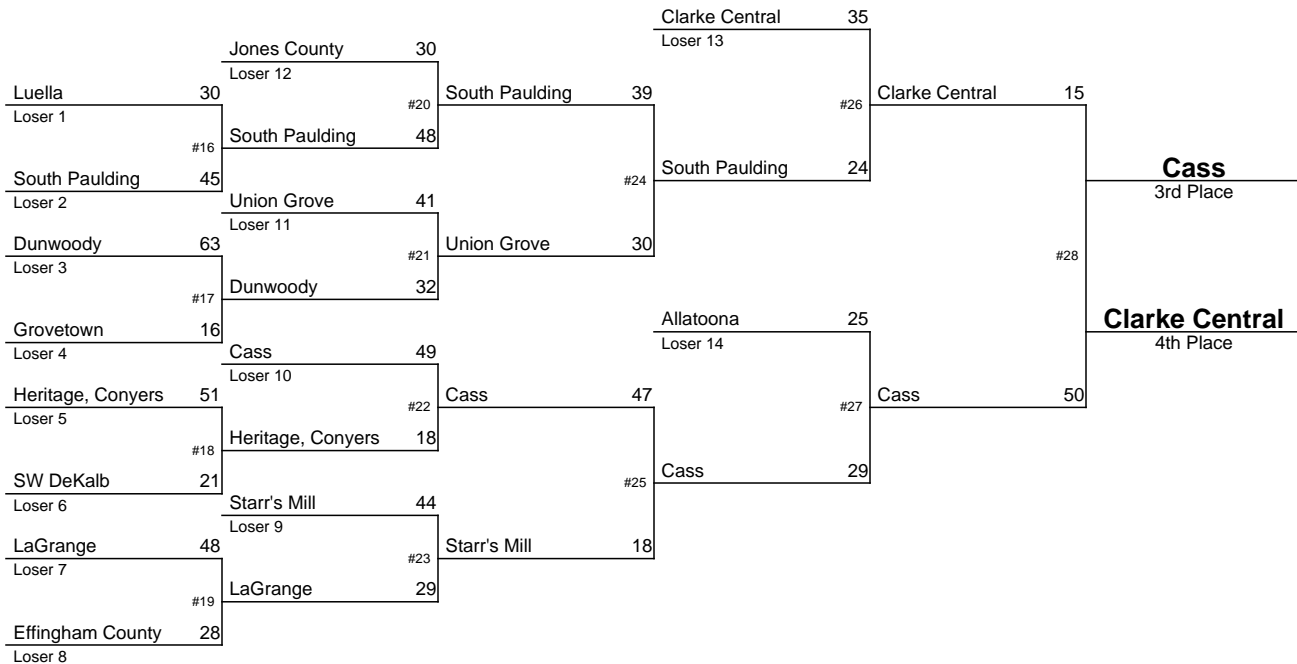 Clarke Central 35
Loser 13
Jones County 30
Loser 12
Luella 30
Loser 1
#20
South Paulding 39
#26
Clarke Central 15
#16
South Paulding 48
South Paulding 45
Loser 2
#24
South Paulding 24
Cass
3rd Place
Union Grove 41
Loser 11
Dunwoody 63
Loser 3
#21
Union Grove 30
#28
#17
Dunwoody 32
Grovetown 16
Loser 4
Allatoona 25
Loser 14
Clarke Central
4th Place
Cass 49
Loser 10
Heritage, Conyers 51
Loser 5
#22
Cass 47
#27
Cass 50
#18
Heritage, Conyers 18
SW DeKalb 21
Loser 6
#25
Cass 29
Starr's Mill 44
Loser 9
LaGrange 48
Loser 7
#23
Starr's Mill 18
#19
LaGrange 29
Effingham County 28
Loser 8